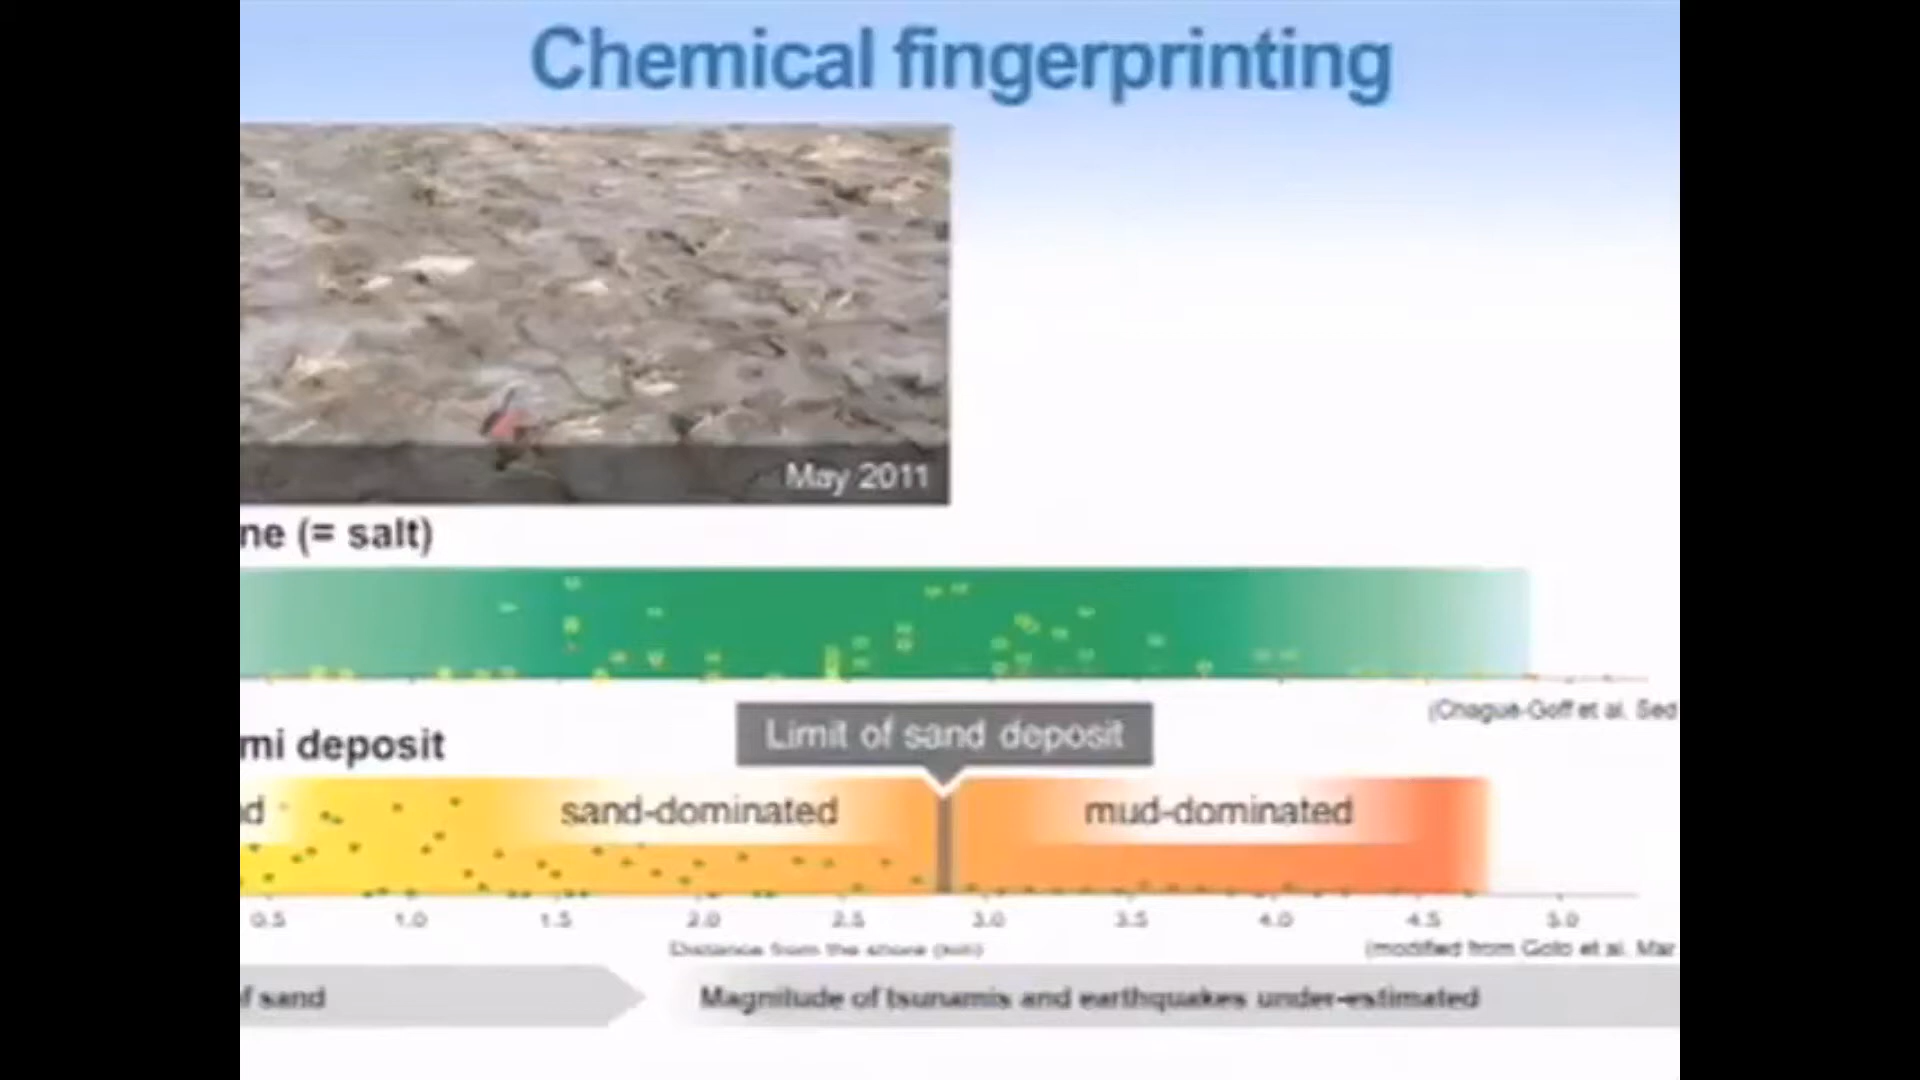 Chemical fingerprinting
May 2011
ne (= salt)
(Chagué-Goff et al. Sed
Limit of sand deposit
mi deposit
d
sand-dominated
mud-dominated
0.5 1.0 1.5 2.0 2.5 3.0 3.5 4.0 4.5 5.0
Distance from the shore (km)
(modified from Goto et al. Mar
f sand
Magnitude of tsunamis and earthquakes under-estimated